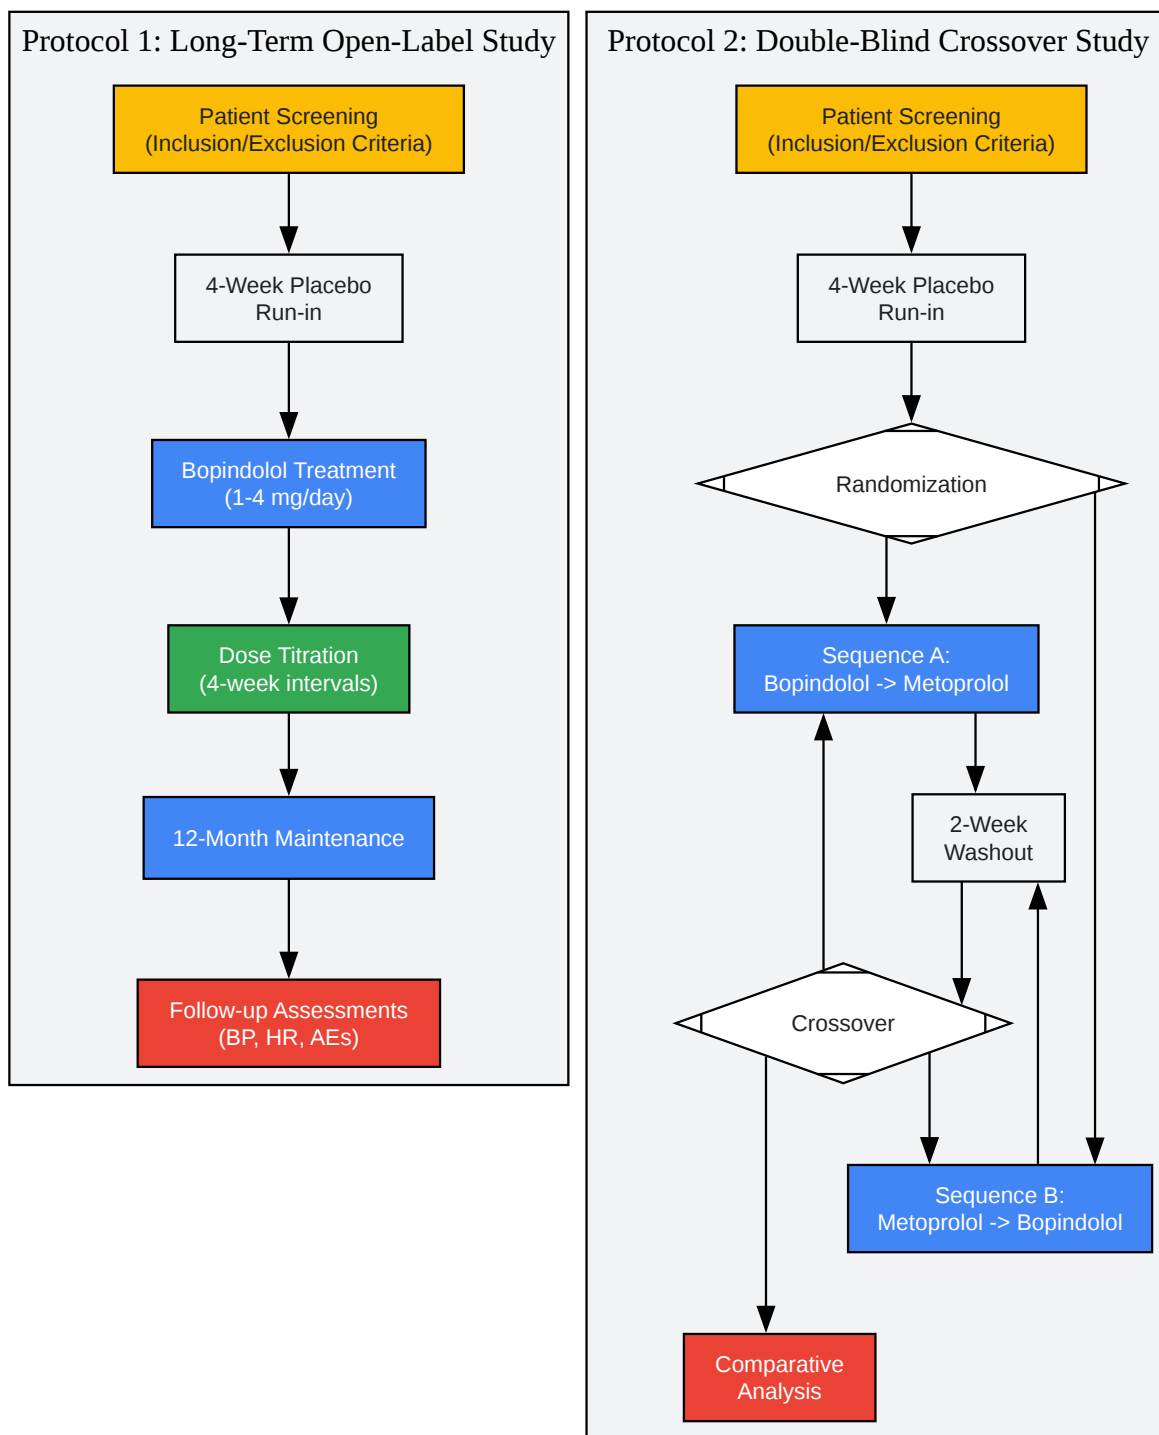 Protocol 1: Long-Term Open-Label Study
Patient Screening
(Inclusion/Exclusion Criteria)
4-Week Placebo
Run-in
Bopindolol Treatment
(1-4 mg/day)
Dose Titration
(4-week intervals)
12-Month Maintenance
Follow-up Assessments
(BP, HR, AEs)
Protocol 2: Double-Blind Crossover Study
Patient Screening
(Inclusion/Exclusion Criteria)
4-Week Placebo
Run-in
Randomization
Sequence A:
Bopindolol -> Metoprolol
2-Week
Washout
Crossover
Sequence B:
Metoprolol -> Bopindolol
Comparative
Analysis